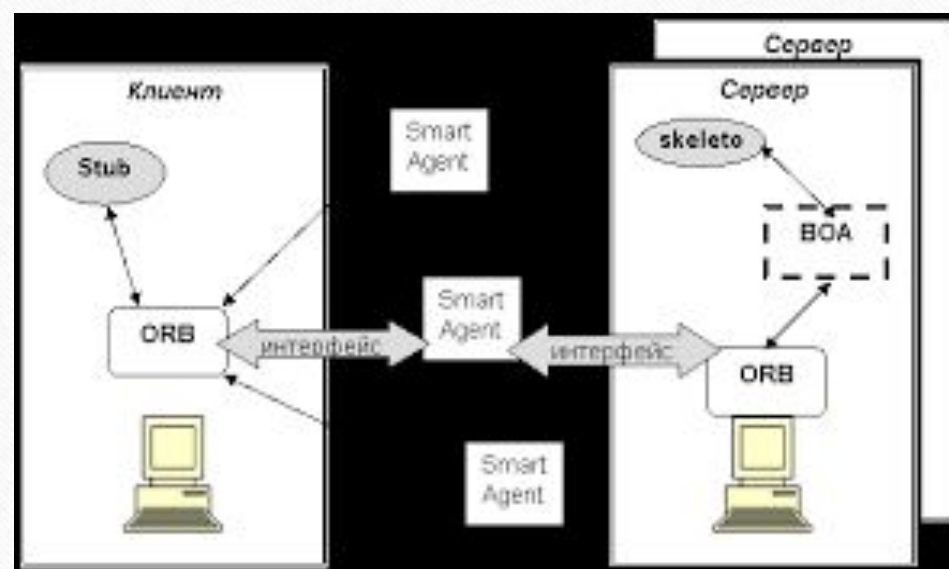 Сервер
Клиент
Сервер
Smart
Agent
Stub
skeleto
BOA
Smart
Agent
ORB
интерфейс
интерфейс
ORB
Smart
Agent